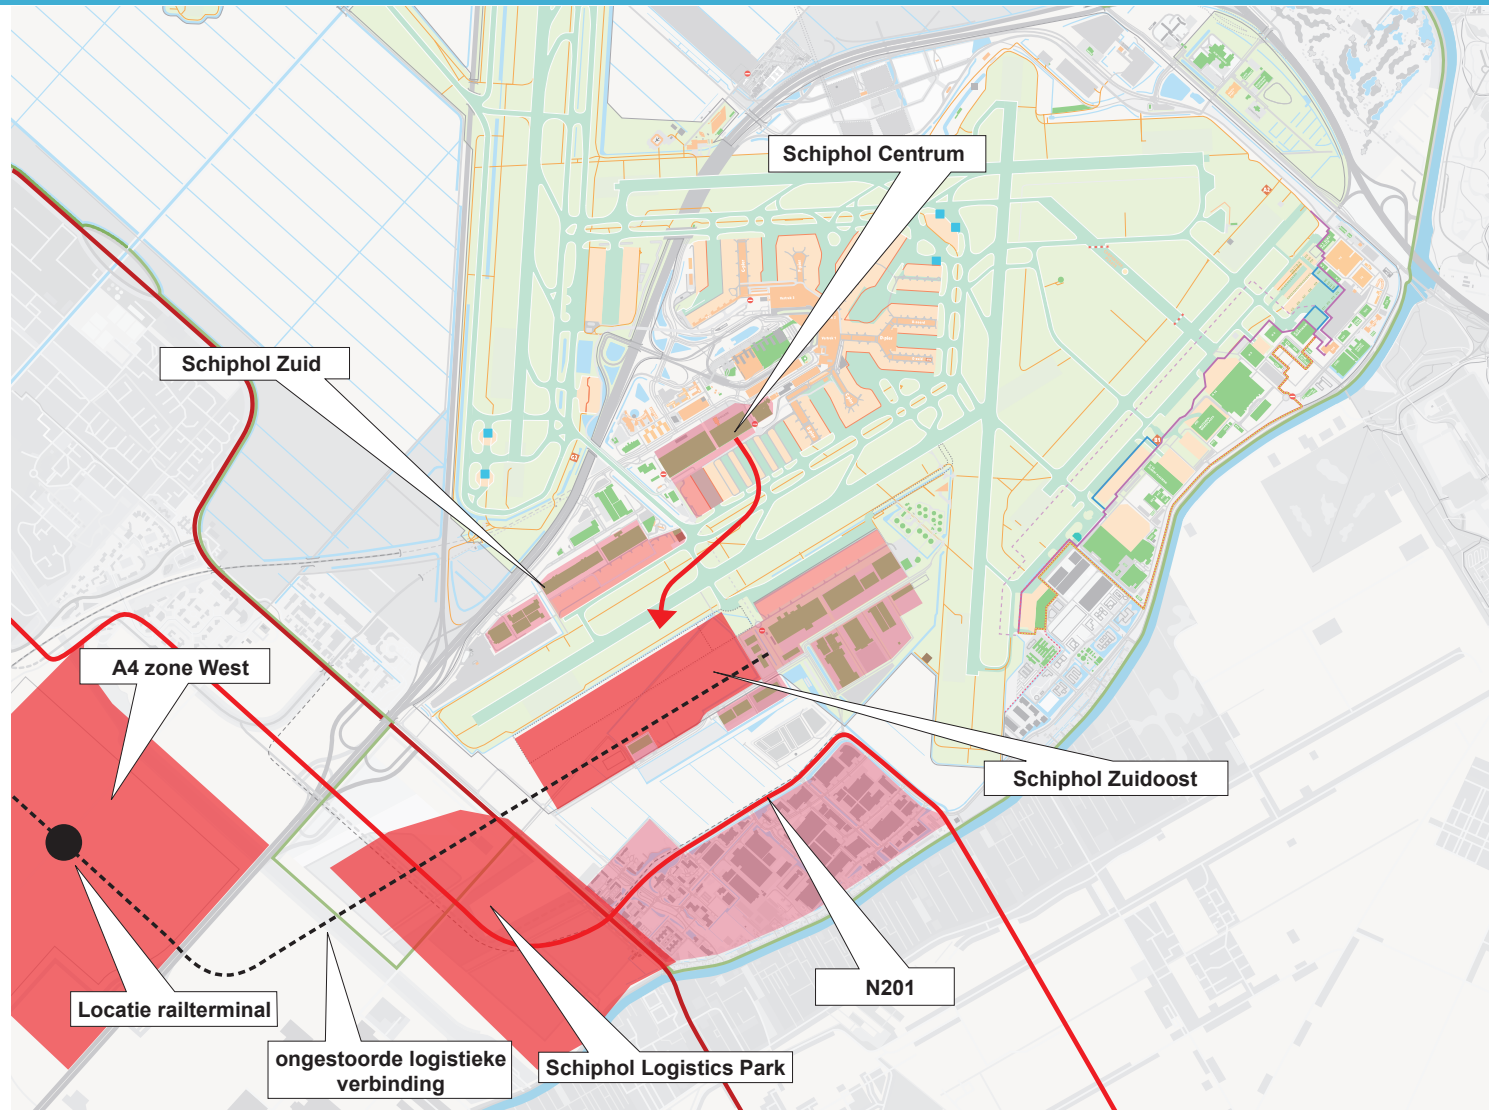 Schiphol Centrum
Schiphol Zuid
A4 zone West
Schiphol Zuidoost
N201
Locatie railterminal
ongestoorde logistieke
verbinding
Schiphol Logistics Park